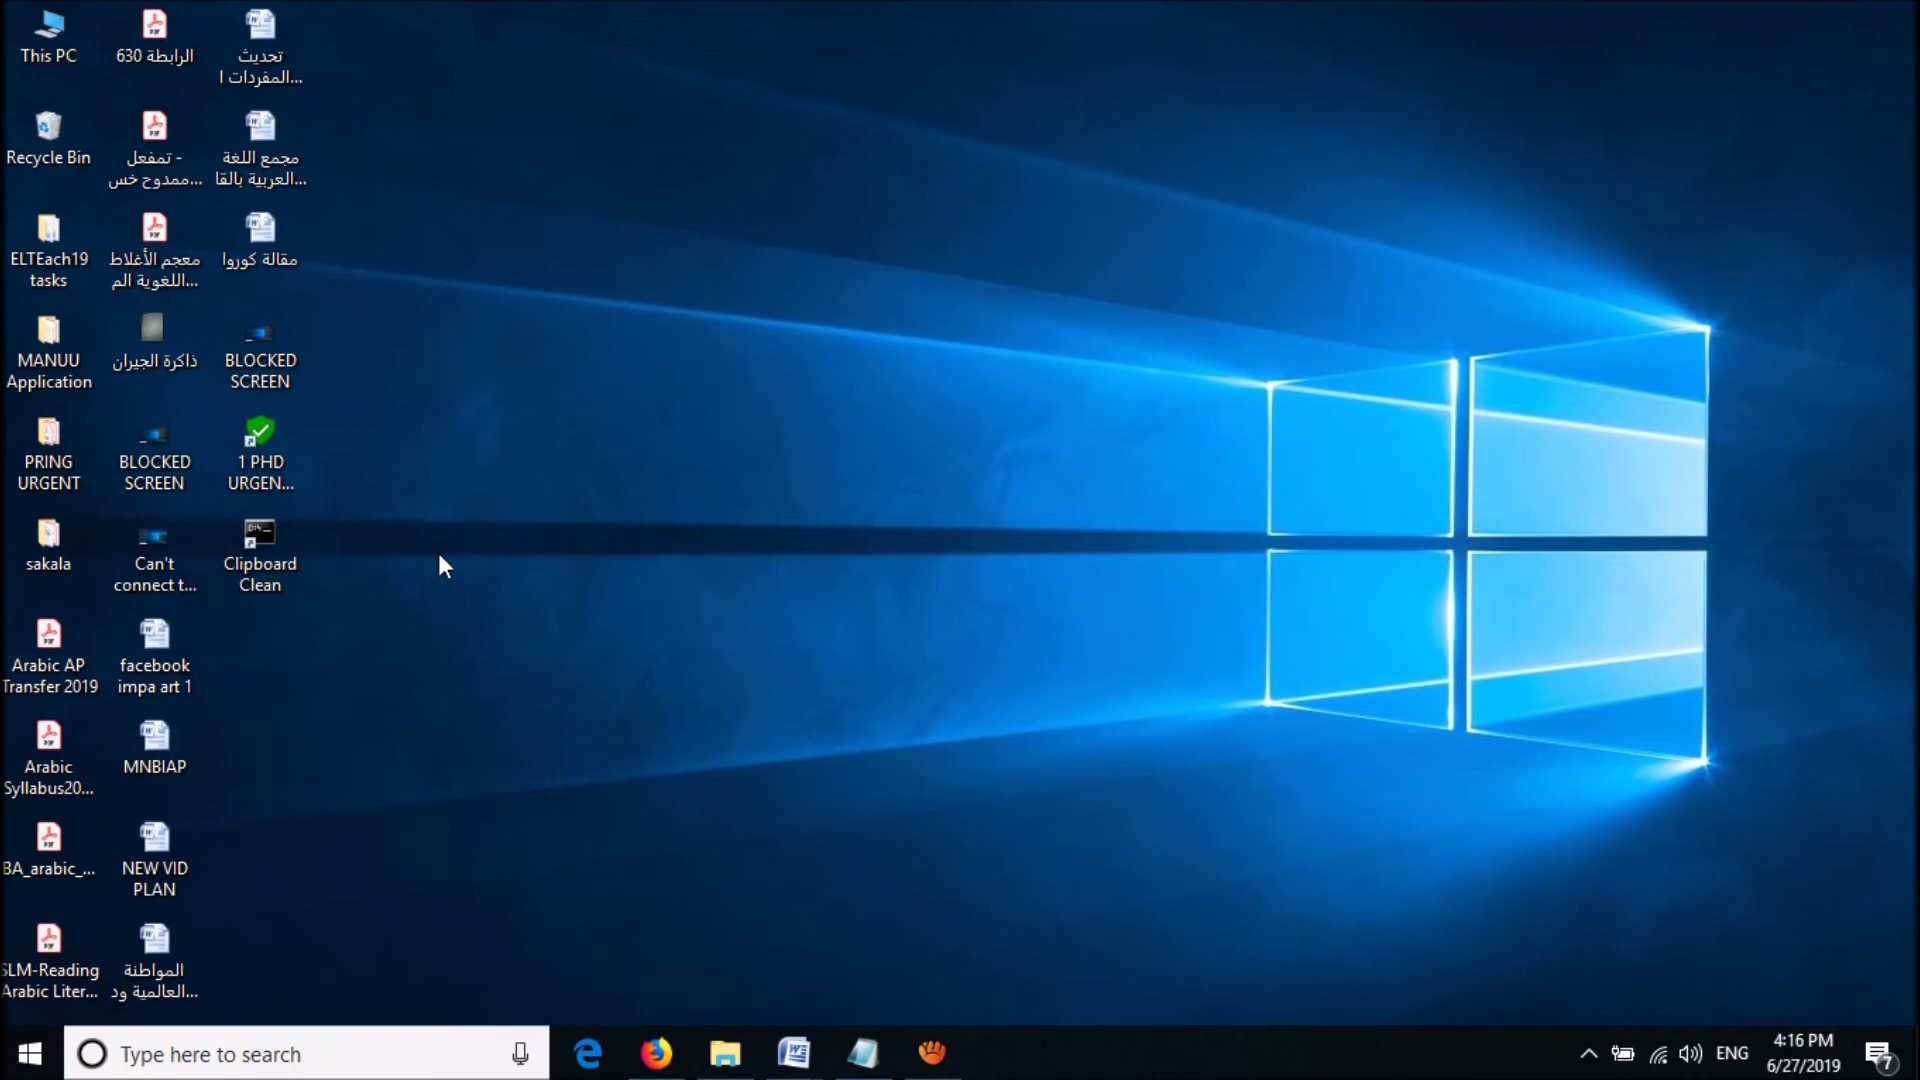 This PC
Recycle Bin
ELTEach19
tasks
MANUU
Application
PRING
URGENT
sakala
Arabic AP
Transfer 2019
Arabic
Syllabus20...
BA_arabic_...
SLM-Reading
Arabic Liter...
الرابطة 630
تمفعل -
ممدوح خس...
معجم الأغلاط
اللغوية الم...
ذاكرة الجيران
BLOCKED
SCREEN
Can't
connect t...
facebook
impa art 1
MNBIAP
NEW VID
PLAN
المواطنة
العالمية ود...
تحديث
المفردات ا...
مجمع اللغة
العربية بالقا...
مقالة كوروا
BLOCKED
SCREEN
1 PHD
URGEN...
Clipboard
Clean
Type here to search
ENG
4:16 PM
6/27/2019
7